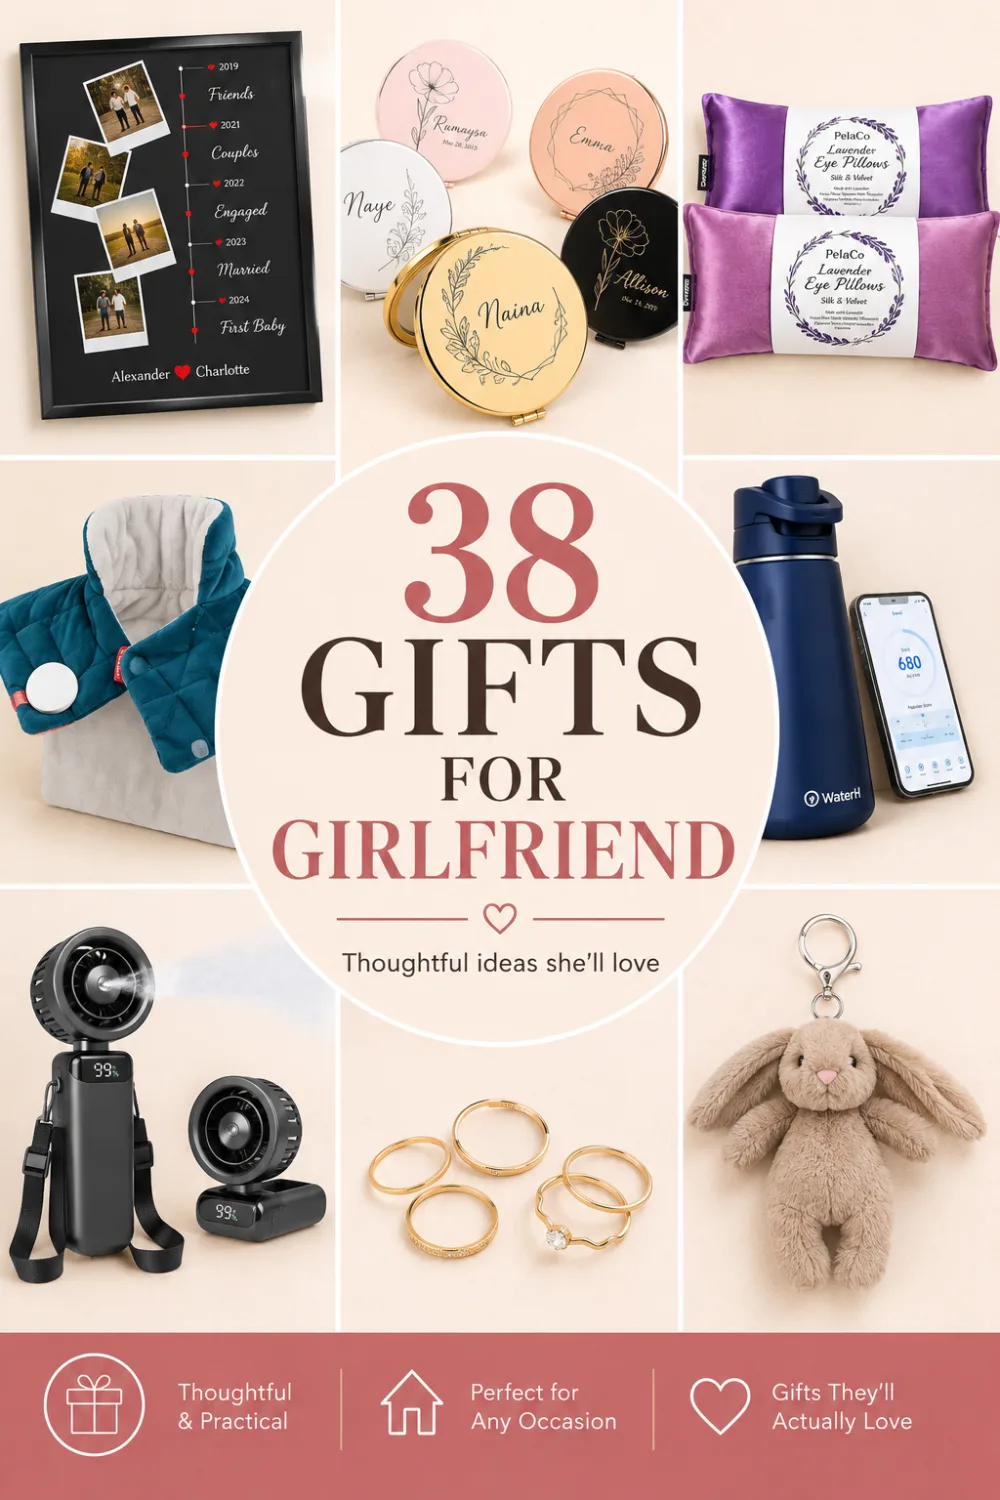 2019
Friends
2021
Couples
2022
Engaged
2023
Married
2024
First Baby
Alexander
Charlotte
Rumaysa
Emma
Naye
Naina
Allison
PelaCo
Lavender
Eye Pillows
Silk & Velvet
PelaCo
Lavender
Eye Pillows
Silk & Velvet
38
GIFTS
FOR
GIRLFRIEND
Thoughtful ideas she'll love
680
WaterH
99%
99%
Thoughtful
& Practical
Perfect for
Any Occasion
Gifts They'll
Actually Love